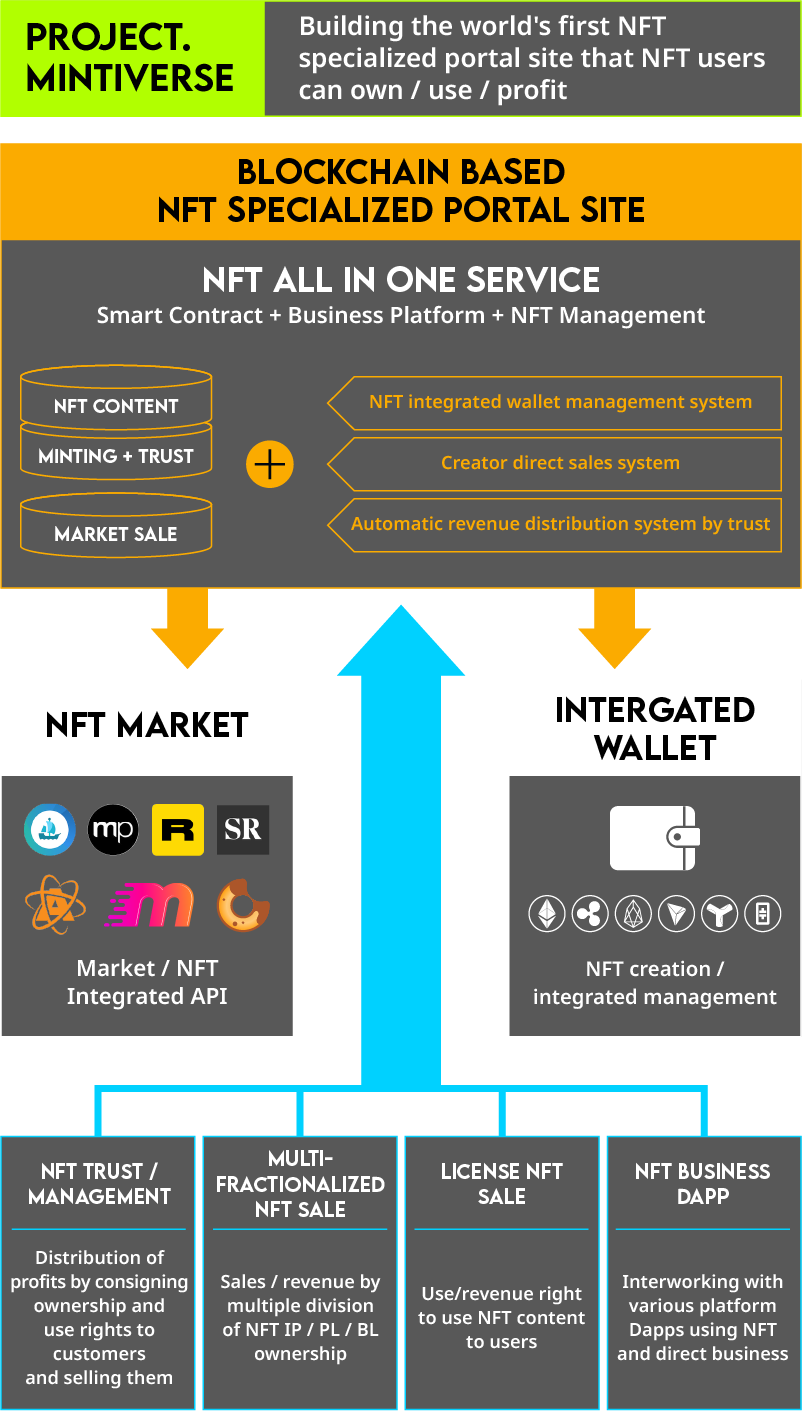 PROJECT.
MINTIVERSE
Building the world's first NFT
specialized portal site that NFT users
can own / use / profit
BLOCKCHAIN BASED
NFT SPECIALIZED PORTAL SITE
NFT ALL IN ONE SERVICE
Smart Contract + Business Platform + NFT Management
NFT CONTENT
MINTING + TRUST
MARKET SALE
+
NFT integrated wallet management system
Creator direct sales system
Automatic revenue distribution system by trust
NFT MARKET
mp
R
SR
m
Market / NFT
Integrated API
INTERGATED
WALLET
NFT creation /
integrated management
NFT TRUST /
MANAGEMENT
Distribution of
profits by consigning
ownership and
use rights to
customers
and selling them
MULTI-
FRACTIONALIZED
NFT SALE
Sales / revenue by
multiple division
of NFT IP / PL / BL
ownership
LICENSE NFT
SALE
Use/revenue right
to use NFT content
to users
NFT BUSINESS
DAPP
Interworking with
various platform
Dapps using NFT
and direct business